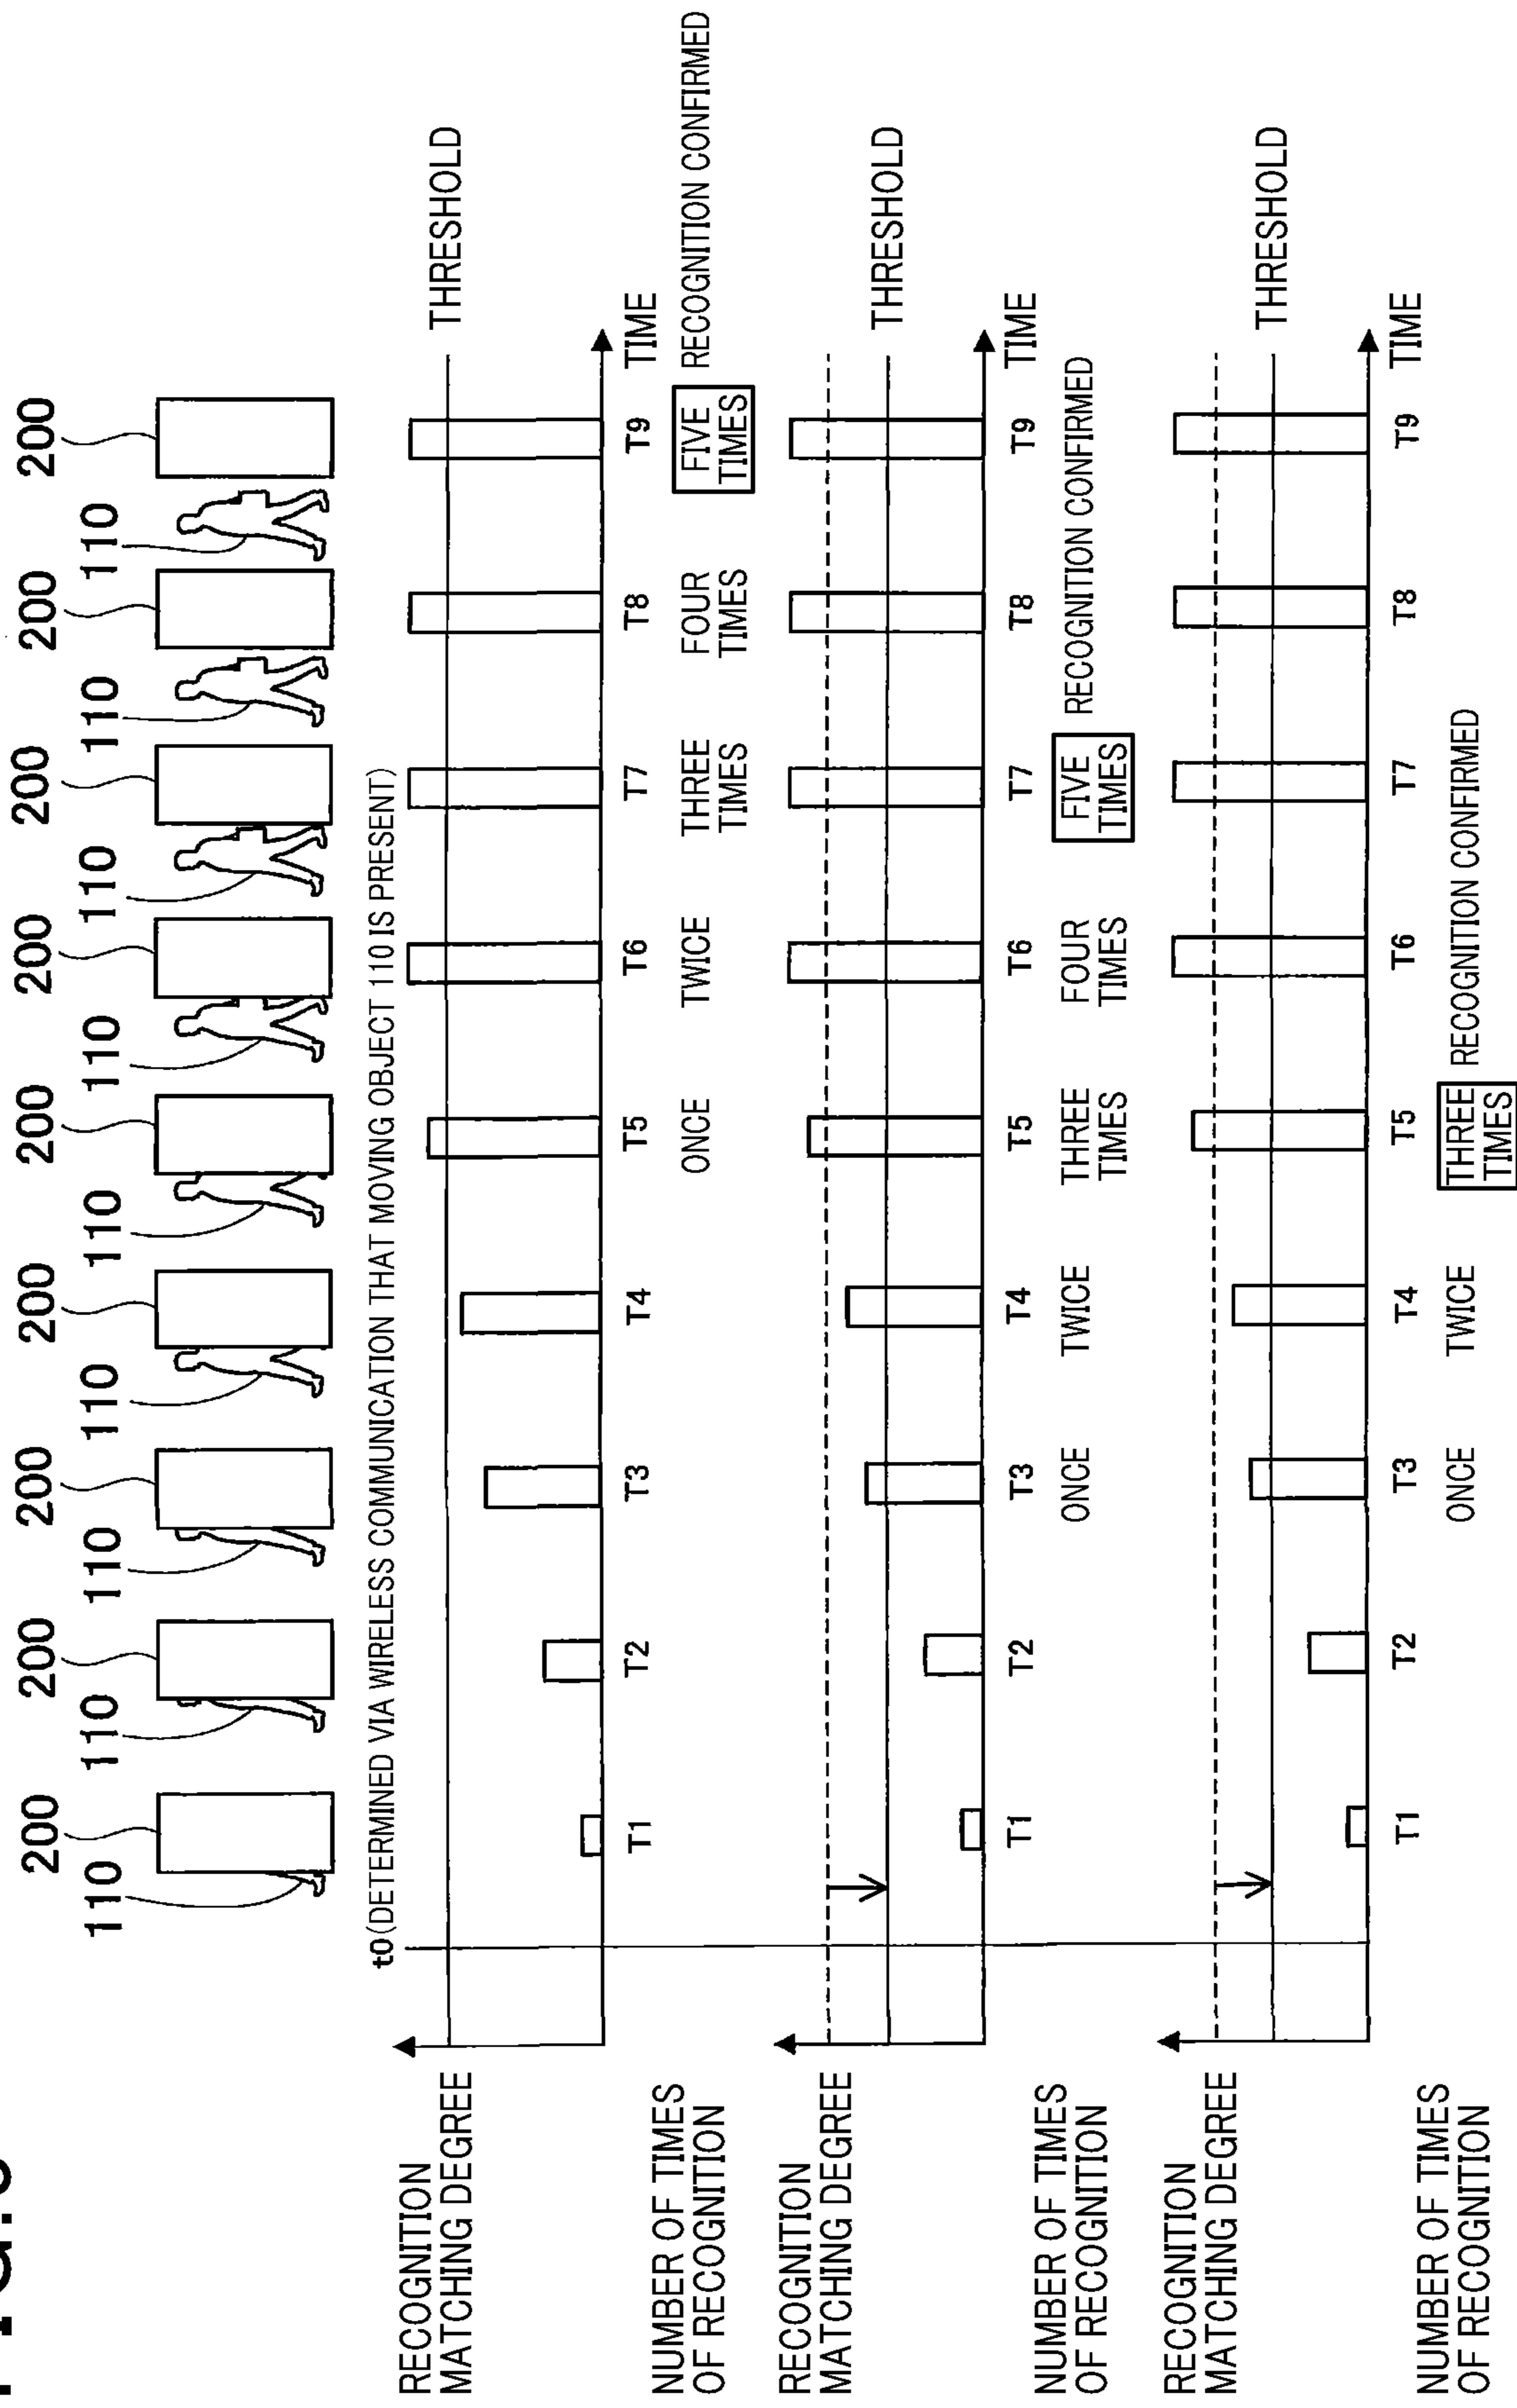 200 200 200 200 200 200 200 200 200
110 110 110 110 110 110 110 110 110
t0 (DETERMINED VIA WIRELESS COMMUNICATION THAT MOVING OBJECT 110 IS PRESENT)
RECOGNITION
MATCHING DEGREE
THRESHOLD
T1 T2 T3 T4 T5 T6 T7 T8 T9 TIME
NUMBER OF TIMES
OF RECOGNITION
ONCE TWICE THREE
TIMES FOUR
TIMES FIVE
TIMES RECOGNITION CONFIRMED
RECOGNITION
MATCHING DEGREE
THRESHOLD
T1 T2 T3 T4 T5 T6 T7 T8 T9 TIME
NUMBER OF TIMES
OF RECOGNITION
ONCE TWICE THREE
TIMES FOUR
TIMES FIVE
TIMES RECOGNITION CONFIRMED
RECOGNITION
MATCHING DEGREE
THRESHOLD
T1 T2 T3 T4 T5 T6 T7 T8 T9 TIME
NUMBER OF TIMES
OF RECOGNITION
ONCE TWICE THREE
TIMES RECOGNITION CONFIRMED